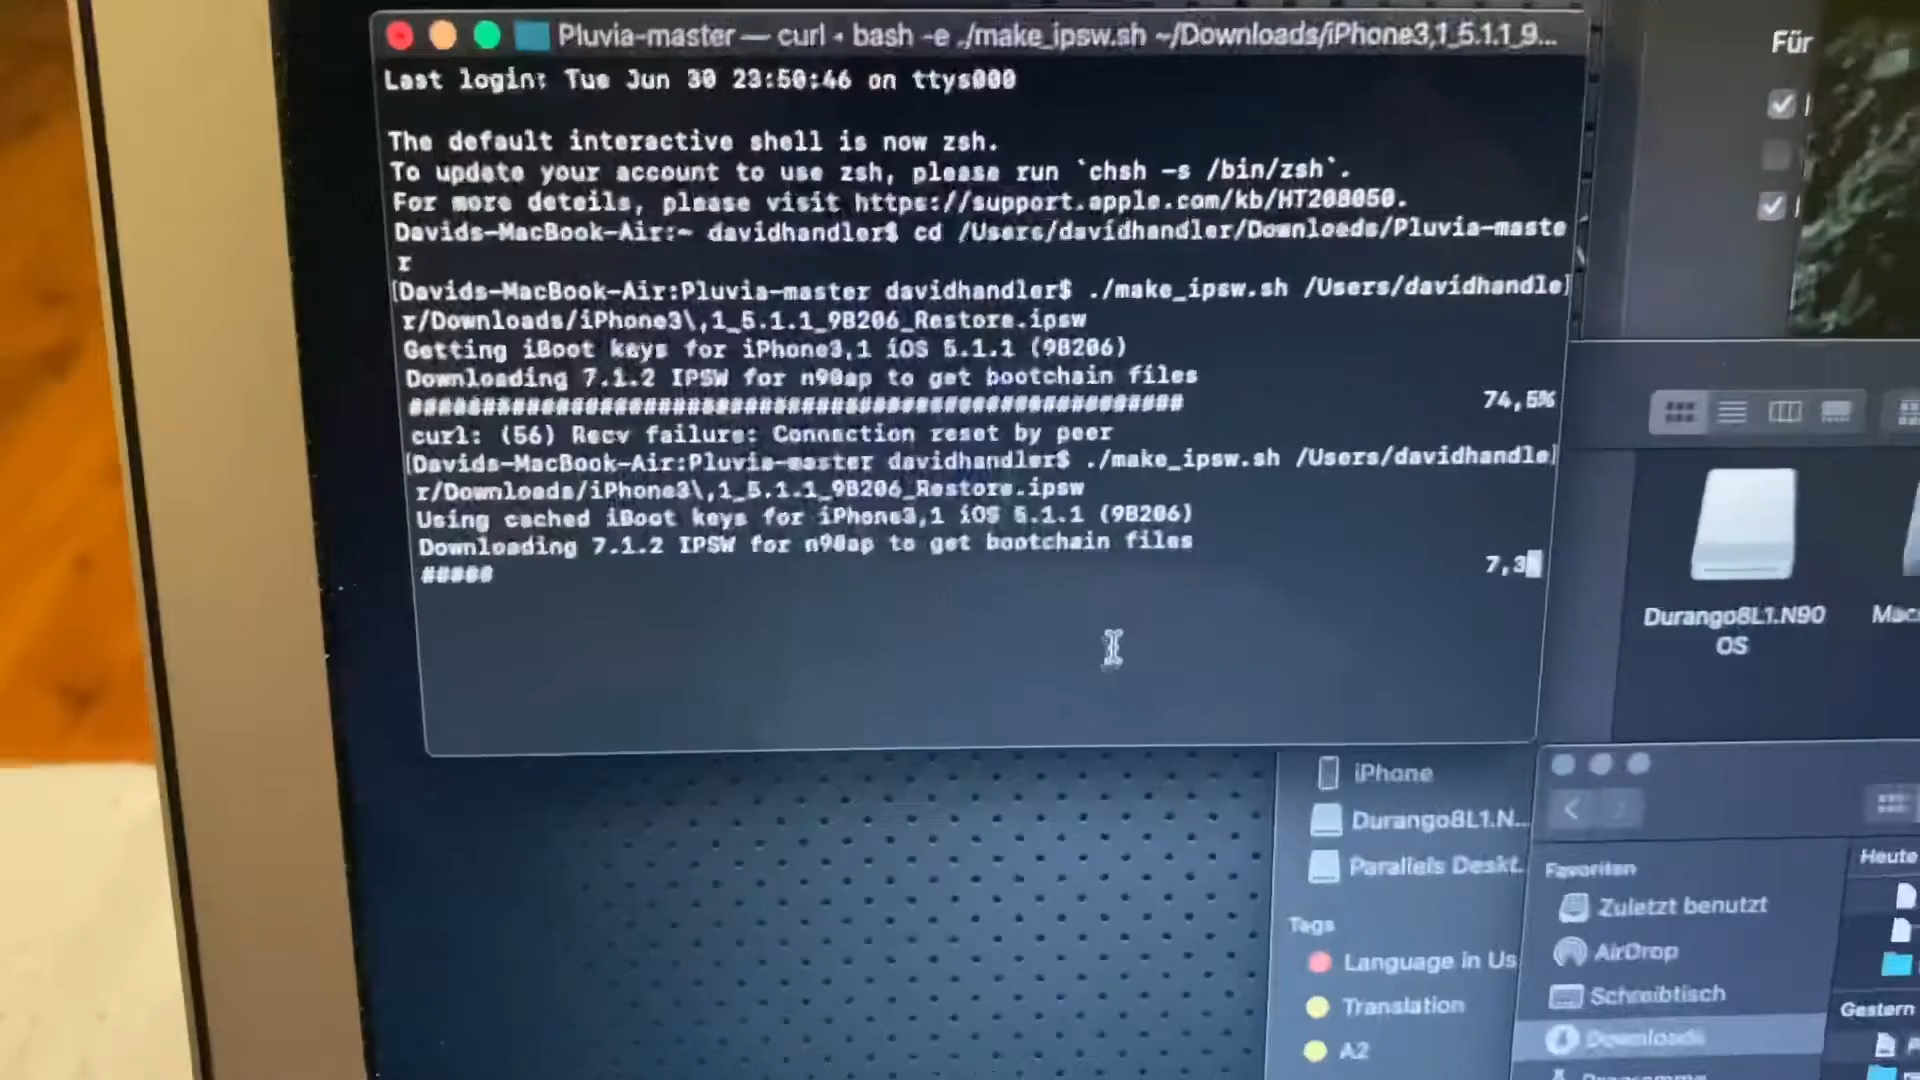 Pluvia-master — curl • bash -e ./make_ipsw.sh ~/Downloads/iPhone3,1_5.1.1_9...
Last login: Tue Jun 30 23:50:46 on ttys000
The default interactive shell is now zsh.
To update your account to use zsh, please run `chsh -s /bin/zsh`.
For more details, please visit https://support.apple.com/kb/HT208050.
Davids-MacBook-Air:~ davidhandler$ cd /Users/davidhandler/Downloads/Pluvia-maste
r
[Davids-MacBook-Air:Pluvia-master davidhandler$ ./make_ipsw.sh /Users/davidhandle]
r/Downloads/iPhone3\,1_5.1.1_9B206_Restore.ipsw
Getting iBoot keys for iPhone3,1 iOS 5.1.1 (9B206)
Downloading 7.1.2 IPSW for n90ap to get bootchain files
74,5%
curl: (56) Recv failure: Connection reset by peer
[Davids-MacBook-Air:Pluvia-master davidhandler$ ./make_ipsw.sh /Users/davidhandle]
r/Downloads/iPhone3\,1_5.1.1_9B206_Restore.ipsw
Using cached iBoot keys for iPhone3,1 iOS 5.1.1 (9B206)
Downloading 7.1.2 IPSW for n90ap to get bootchain files
##### 7,3
Für
Durango8L1.N90
OS
iPhone
Durango8L1.N...
Parallels Deskt...
Tags
Language in Us
Translation
A2
Favoriten
Zuletzt benutzt
AirDrop
Schreibtisch
Downloads
Heute
Gestern